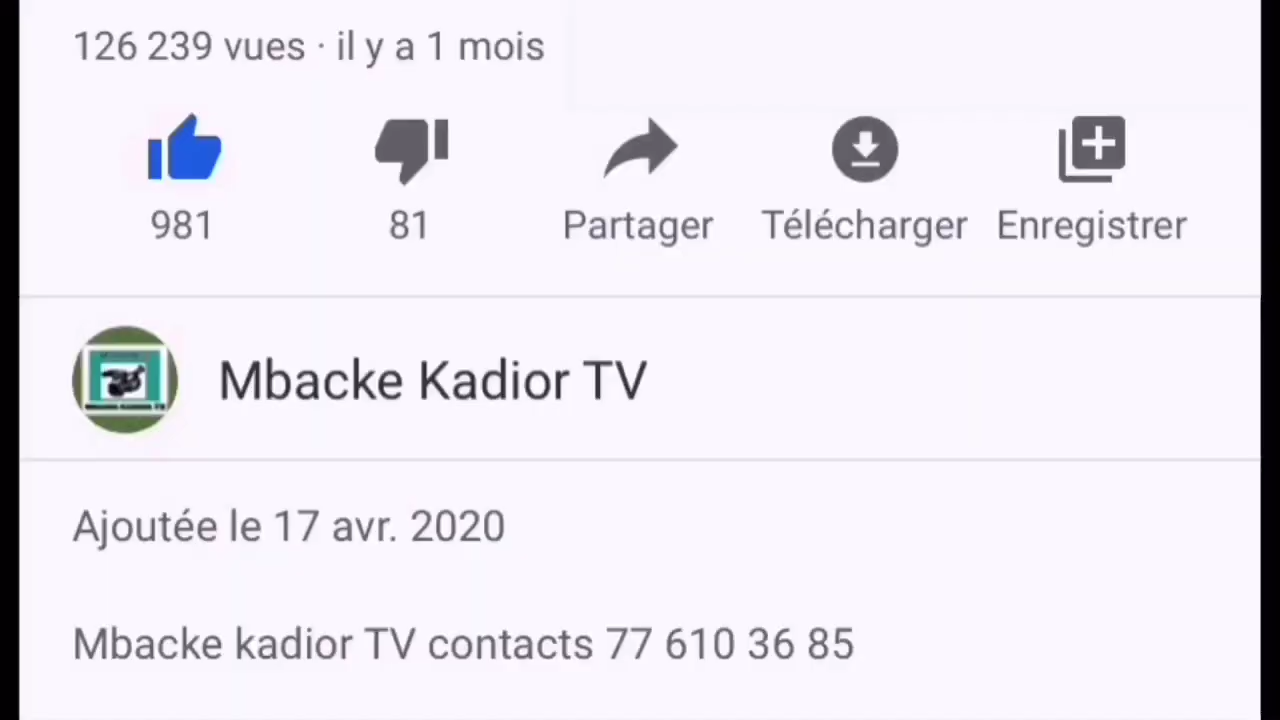 126 239 vues · il y a 1 mois
981 81 Partager Télécharger Enregistrer
Mbacke Kadior TV
Ajoutée le 17 avr. 2020
Mbacke kadior TV contacts 77 610 36 85